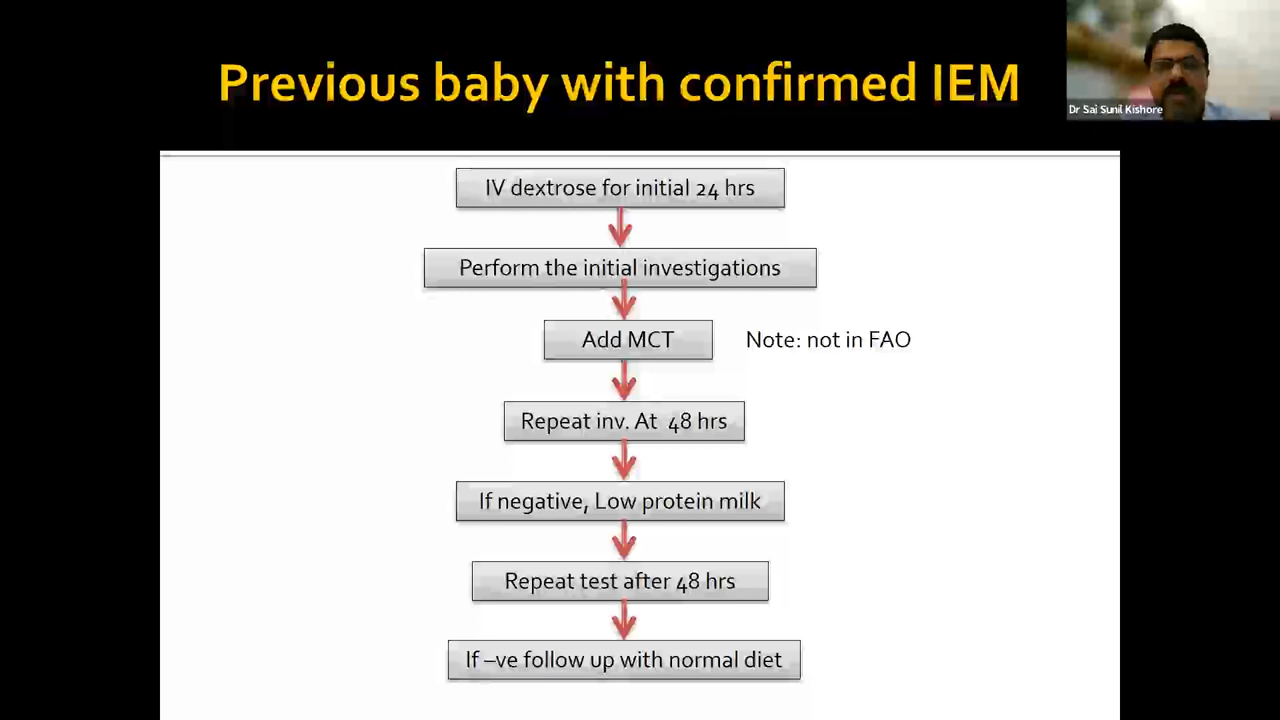 Previous baby with confirmed IEM
Dr Sai Sunil Kishore
IV dextrose for initial 24 hrs
Perform the initial investigations
Add MCT
Note: not in FAO
Repeat inv. At 48 hrs
If negative, Low protein milk
Repeat test after 48 hrs
If –ve follow up with normal diet